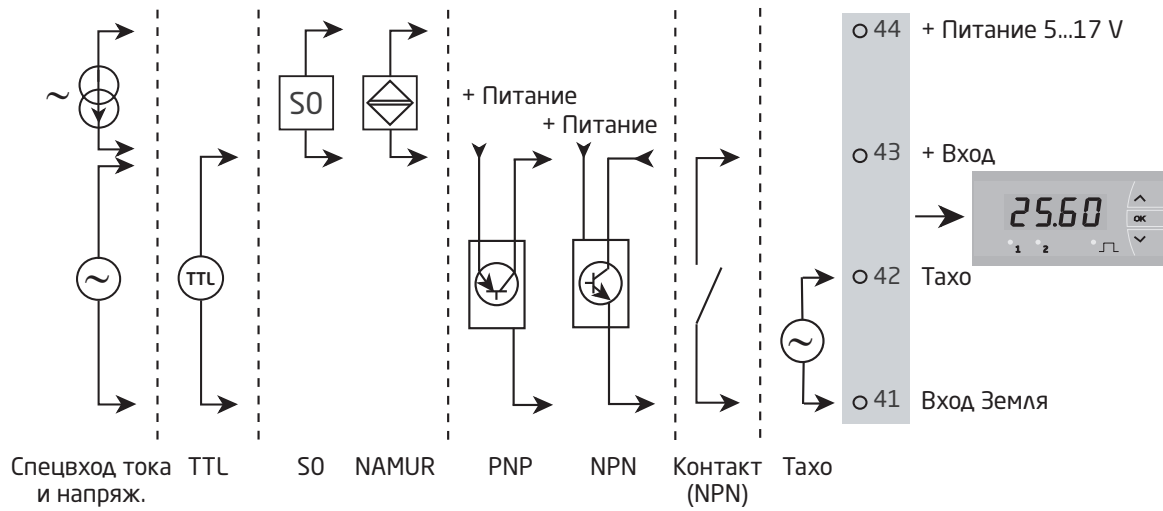 44 + Питание 5...17 V
~
S0
+ Питание
+ Питание
43 + Вход
25.60
OK
1 2
~
TTL
42 Тахо
~
41 Вход Земля
Спецвход тока
и напряж.
TTL
S0
NAMUR
PNP
NPN
Контакт
(NPN)
Тахо